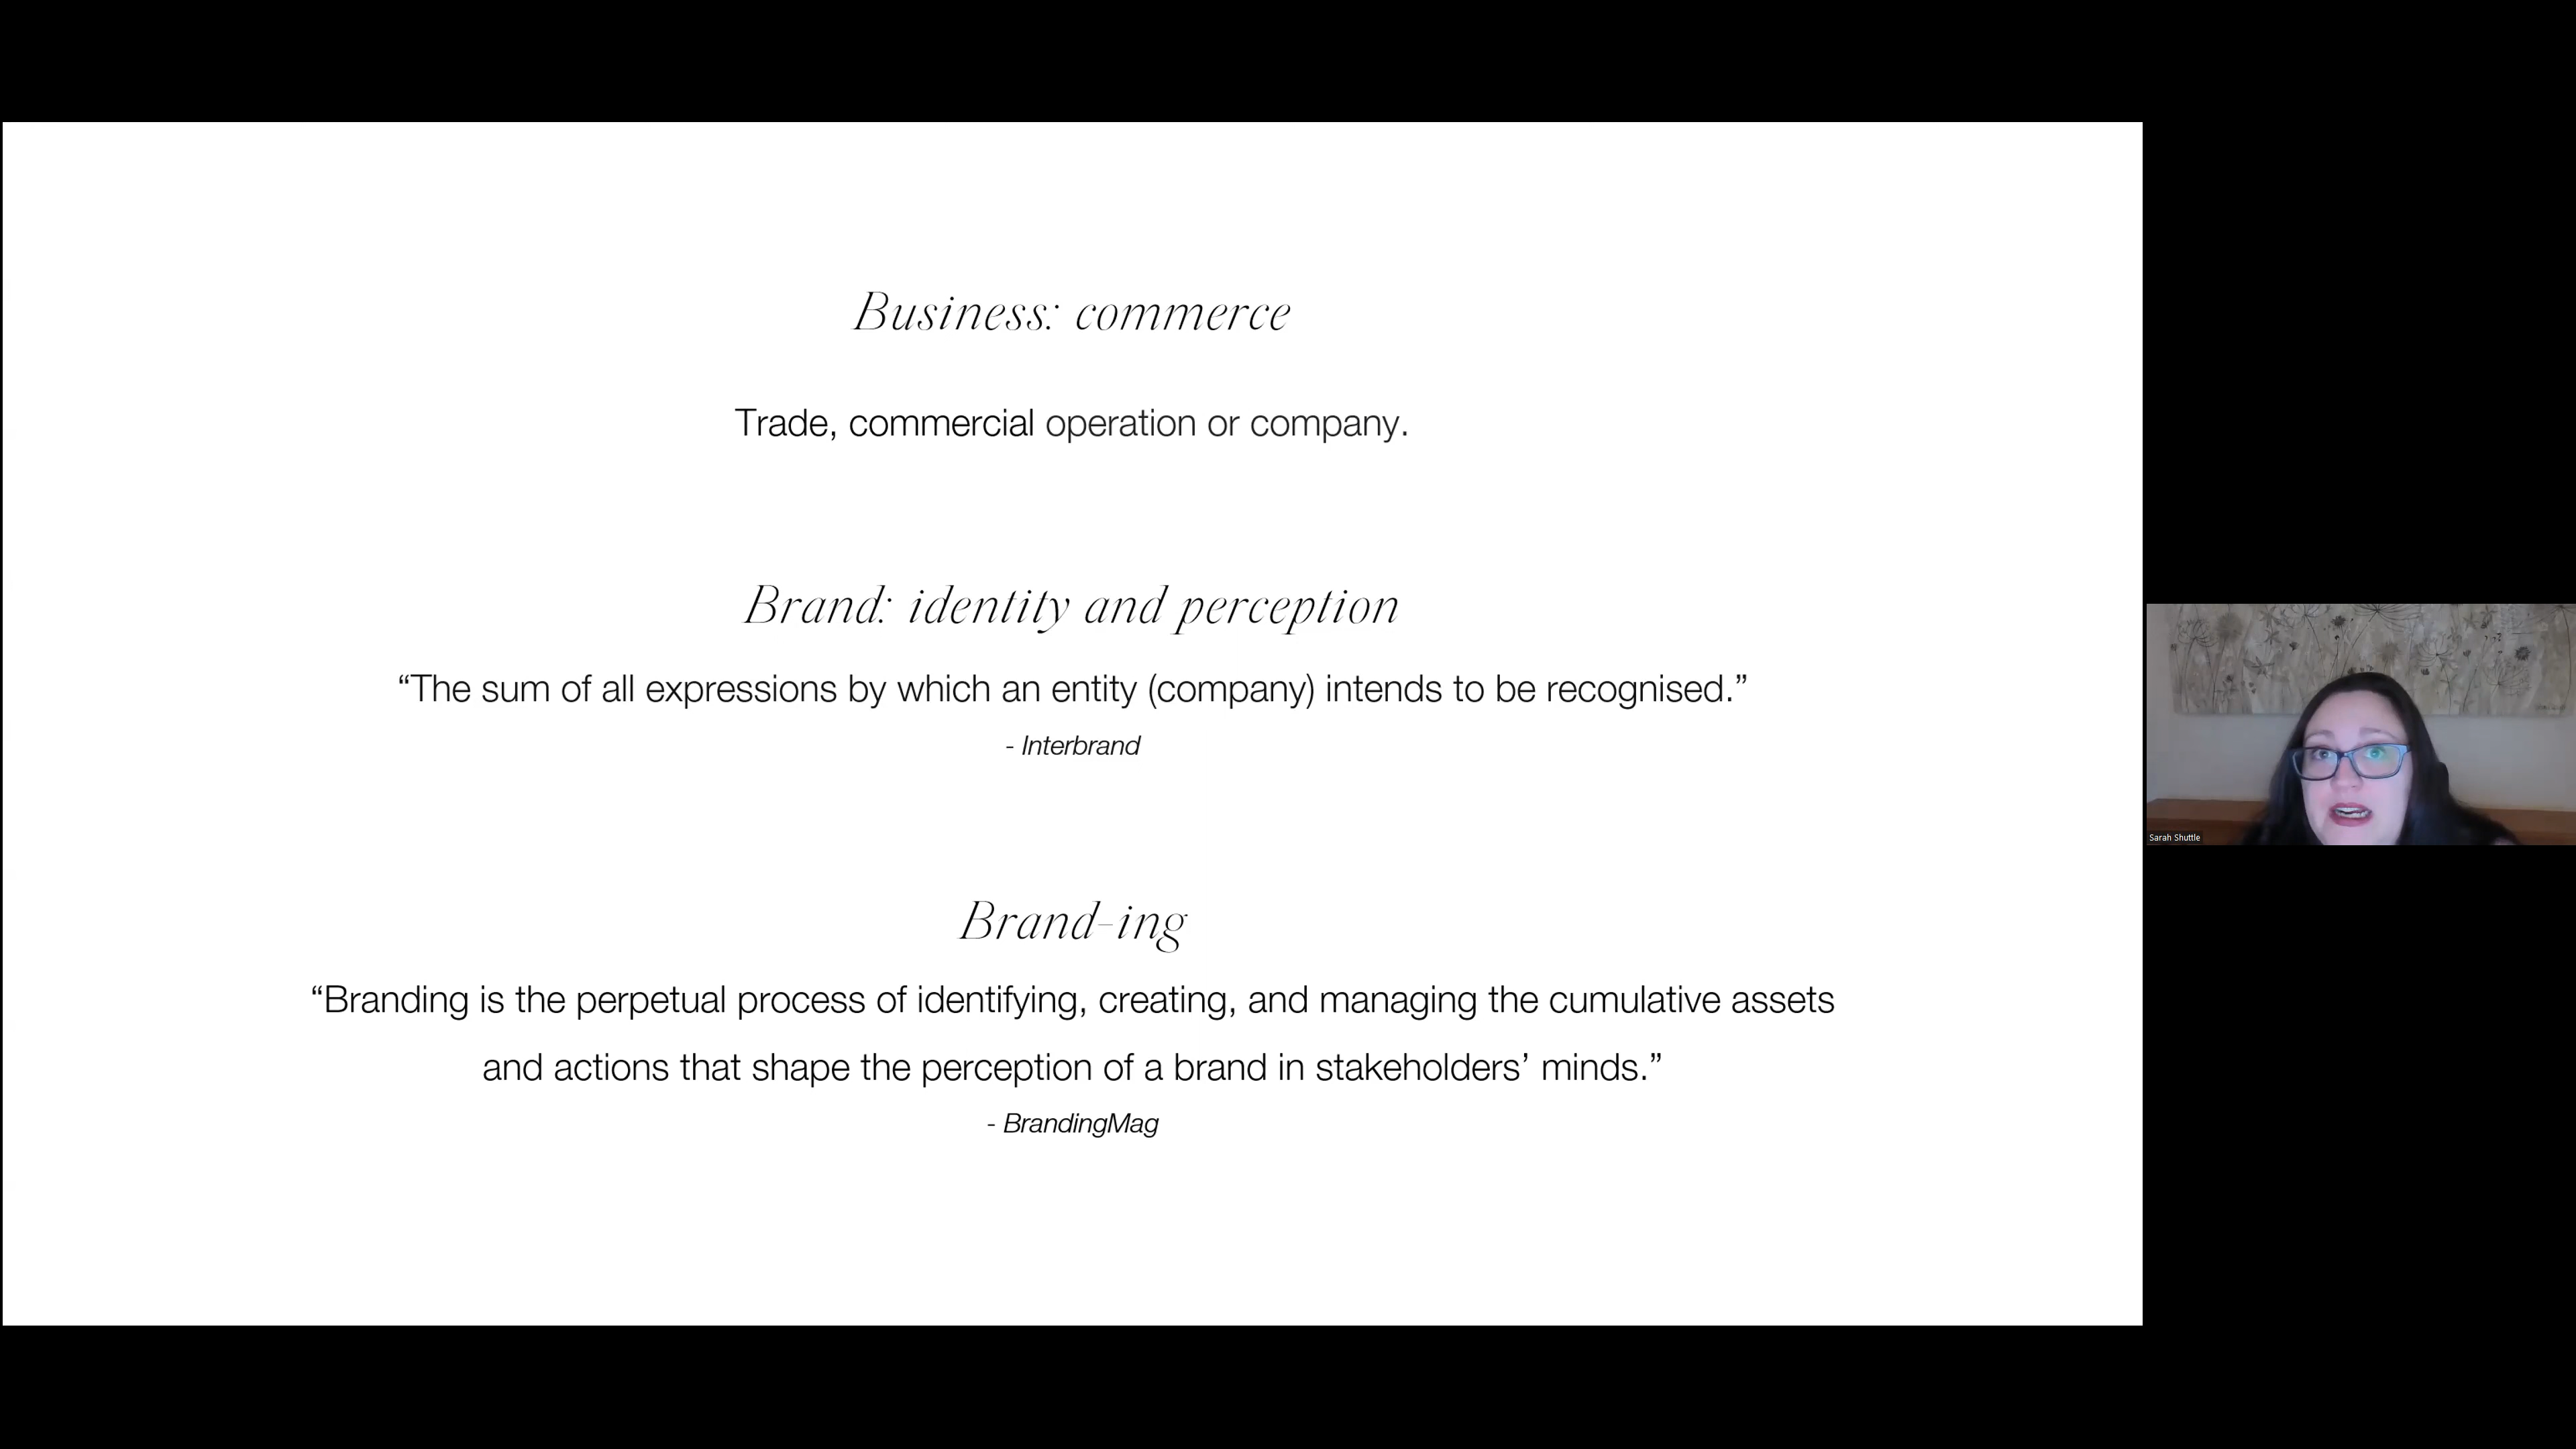 Business: commerce
Trade, commercial operation or company.
Brand: identity and perception
“The sum of all expressions by which an entity (company) intends to be recognised.”
- Interbrand
Brand-ing
“Branding is the perpetual process of identifying, creating, and managing the cumulative assets
and actions that shape the perception of a brand in stakeholders’ minds.”
- BrandingMag
Sarah Shuttle